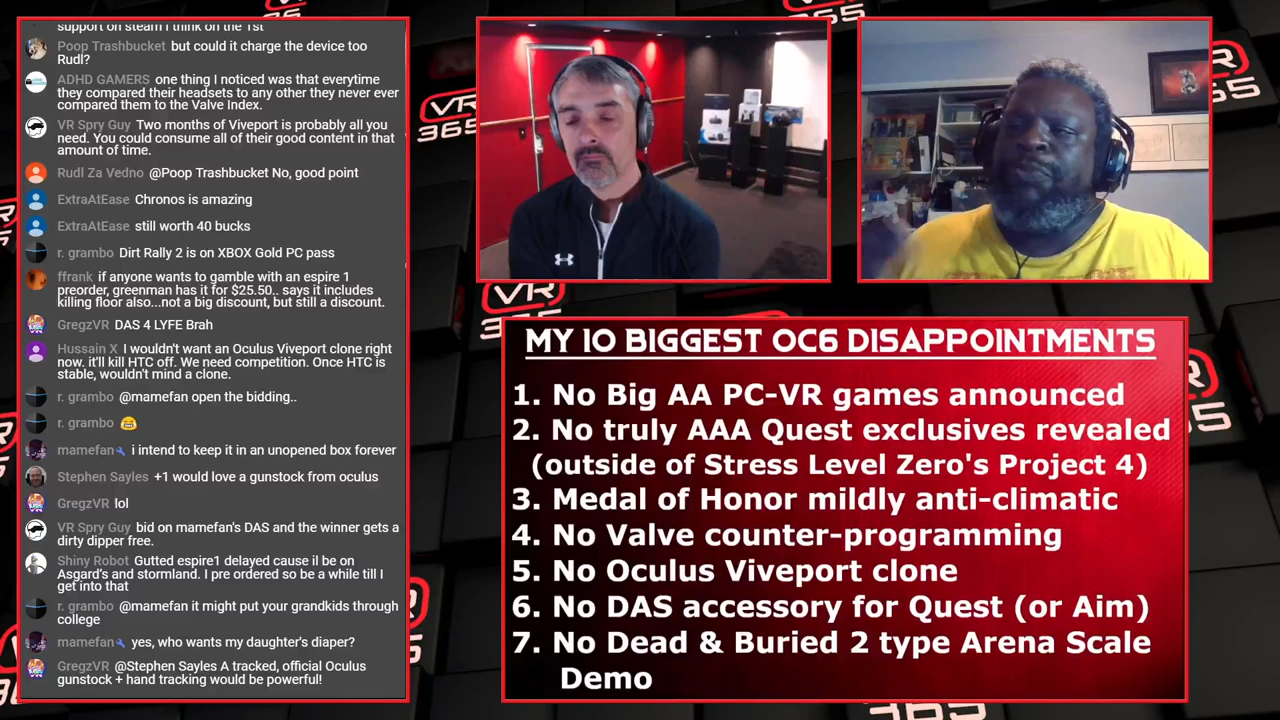 support on steam I think on the 1st
Poop Trashbucket but could it charge the device too
Rudl?
ADHD GAMERS one thing I noticed was that everytime
they compared their headsets to any other they never ever
compared them to the Valve Index.
VR Spry Guy Two months of Viveport is probably all you
need. You could consume all of their good content in that
amount of time.
Rudl Za Vedno @Poop Trashbucket No, good point
ExtraAtEase Chronos is amazing
ExtraAtEase still worth 40 bucks
r. grambo Dirt Rally 2 is on XBOX Gold PC pass
ffrank if anyone wants to gamble with an espire 1
preorder, greenman has it for $25.50.. says it includes
killing floor also...not a big discount, but still a discount.
GregzVR DAS 4 LYFE Brah
Hussain X I wouldn't want an Oculus Viveport clone right
now. it'll kill HTC off. We need competition. Once HTC is
stable, wouldn't mind a clone.
r. grambo @mamefan open the bidding..
r. grambo 😂
mamefan i intend to keep it in an unopened box forever
Stephen Sayles +1 would love a gunstock from oculus
GregzVR lol
VR Spry Guy bid on mamefan's DAS and the winner gets a
dirty dipper free.
Shiny Robot Gutted espire1 delayed cause il be on
Asgard's and stormland. I pre ordered so be a while till I
get into that
r. grambo @mamefan it might put your grandkids through
college
mamefan yes, who wants my daughter's diaper?
GregzVR @Stephen Sayles A tracked, official Oculus
gunstock + hand tracking would be powerful!
VR
365
VR
365
MY 10 BIGGEST OC6 DISAPPOINTMENTS
1. No Big AA PC-VR games announced
2. No truly AAA Quest exclusives revealed
(outside of Stress Level Zero's Project 4)
3. Medal of Honor mildly anti-climatic
4. No Valve counter-programming
5. No Oculus Viveport clone
6. No DAS accessory for Quest (or Aim)
7. No Dead & Buried 2 type Arena Scale
Demo
365